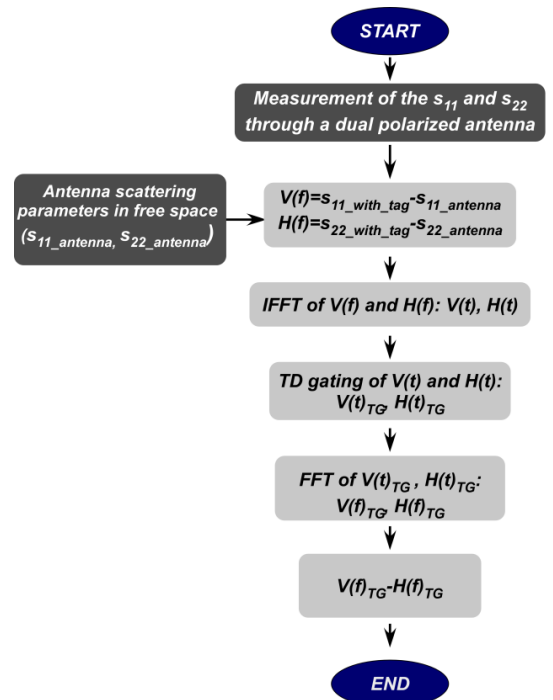 START
Measurement of the s11 and s22
through a dual polarized antenna
Antenna scattering
parameters in free space
(s11_antenna, s22_antenna)
V(f)=s11_with_tag-s11_antenna
H(f)=s22_with_tag-s22_antenna
IFFT of V(f) and H(f): V(t), H(t)
TD gating of V(t) and H(t):
V(t)TG, H(t)TG
FFT of V(t)TG , H(t)TG:
V(f)TG, H(f)TG
V(f)TG-H(f)TG
END